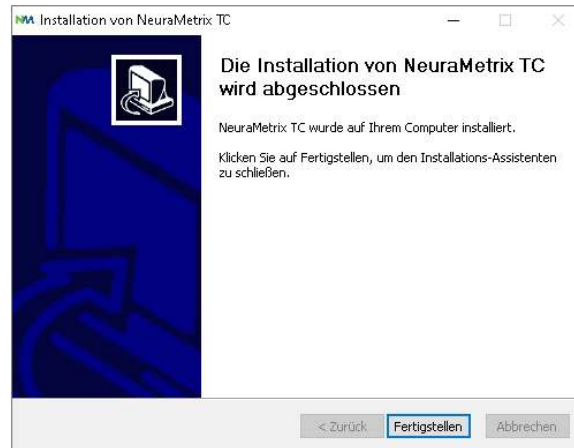 NM Installation von NeuraMetrix TC
Die Installation von NeuraMetrix TC
wird abgeschlossen
NeuraMetrix TC wurde auf Ihrem Computer installiert.
Klicken Sie auf Fertigstellen, um den Installations-Assistenten
zu schließen.
< Zurück Fertigstellen Abbrechen